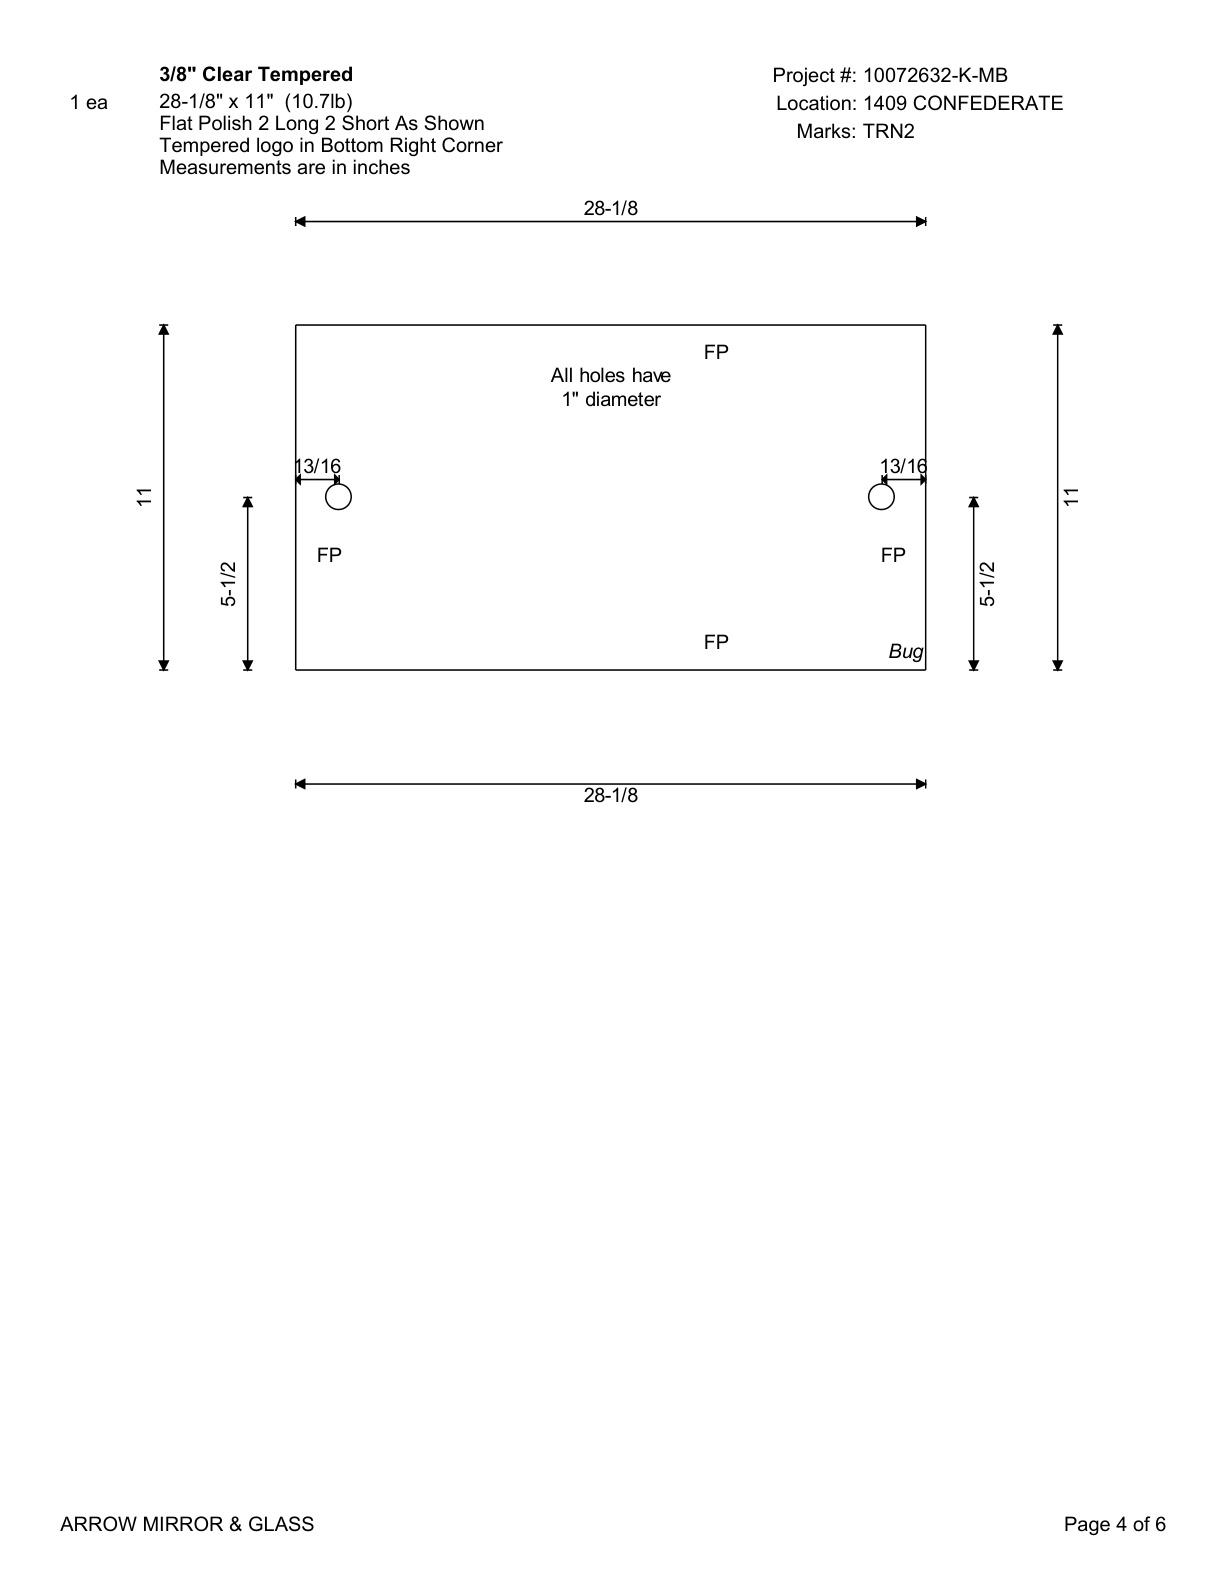 3/8" Clear Tempered
1 ea
28-1/8" x 11" (10.7lb)
Flat Polish 2 Long 2 Short As Shown
Tempered logo in Bottom Right Corner
Measurements are in inches
Project #: 10072632-K-MB
Location: 1409 CONFEDERATE
Marks: TRN2
28-1/8
FP
All holes have
1" diameter
13/16
13/16
11
11
FP
FP
5-1/2
5-1/2
FP
Bug
28-1/8
ARROW MIRROR & GLASS
Page 4 of 6